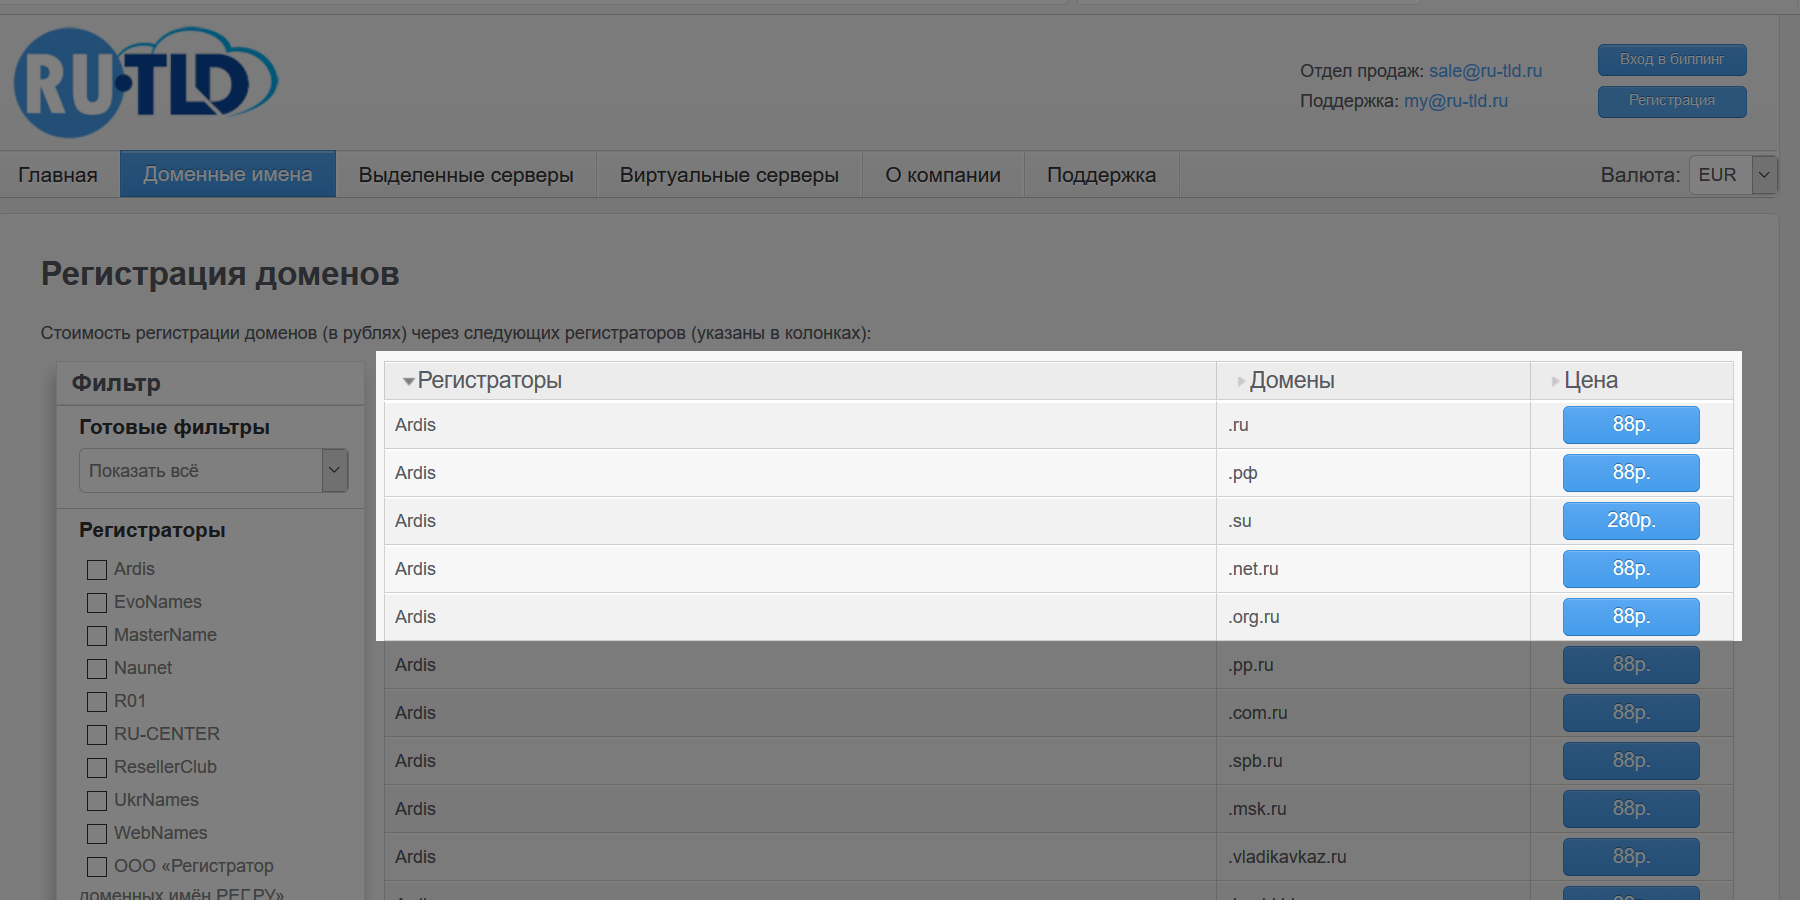 RU·TLD
Отдел продаж: sale@ru-tld.ru
Поддержка: my@ru-tld.ru
Вход в биллинг
Регистрация
Главная Доменные имена Выделенные серверы Виртуальные серверы О компании Поддержка Валюта: EUR
Регистрация доменов
Стоимость регистрации доменов (в рублях) через следующих регистраторов (указаны в колонках):
Фильтр
Готовые фильтры
Показать всё
Регистраторы
Ardis
EvoNames
MasterName
Naunet
R01
RU-CENTER
ResellerClub
UkrNames
WebNames
ООО «Регистратор
доменных имён РЕГ.РУ»
Регистраторы Домены Цена
Ardis .ru 88р.
Ardis .рф 88р.
Ardis .su 280р.
Ardis .net.ru 88р.
Ardis .org.ru 88р.
Ardis .pp.ru 88р.
Ardis .com.ru 88р.
Ardis .spb.ru 88р.
Ardis .msk.ru 88р.
Ardis .vladikavkaz.ru 88р.